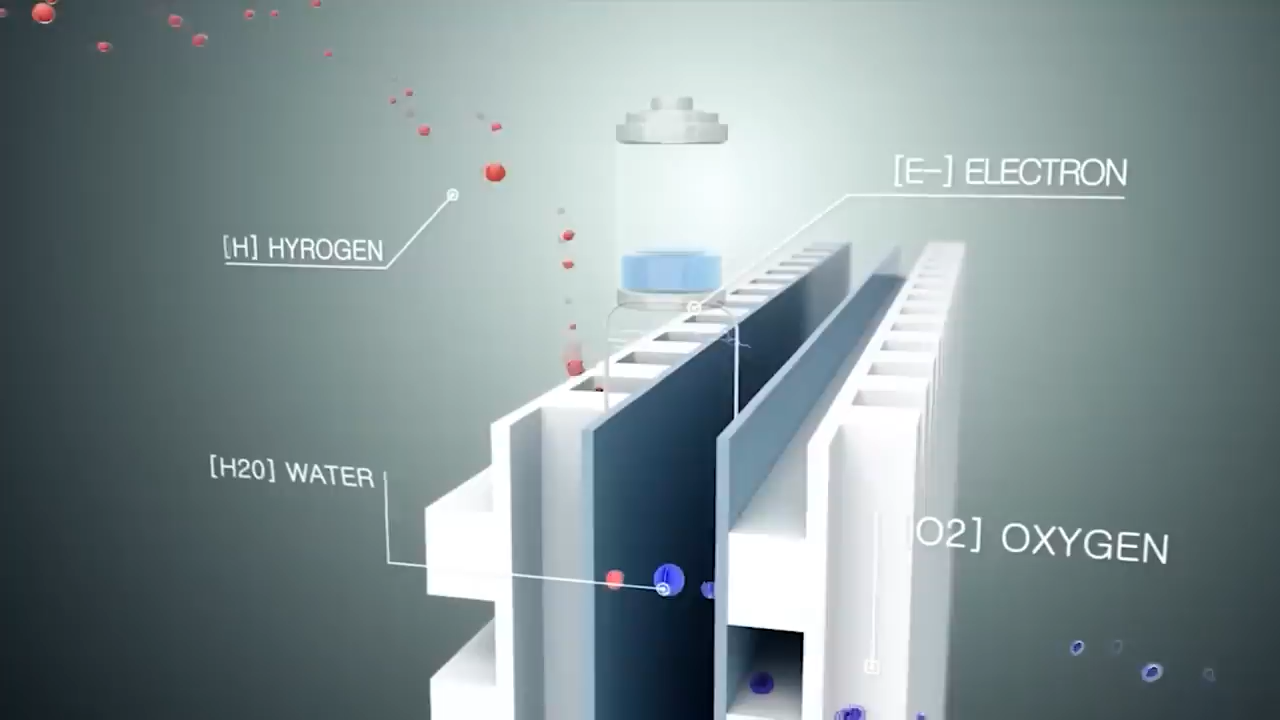 [E-] ELECTRON
[H] HYROGEN
[H20] WATER
[O2] OXYGEN